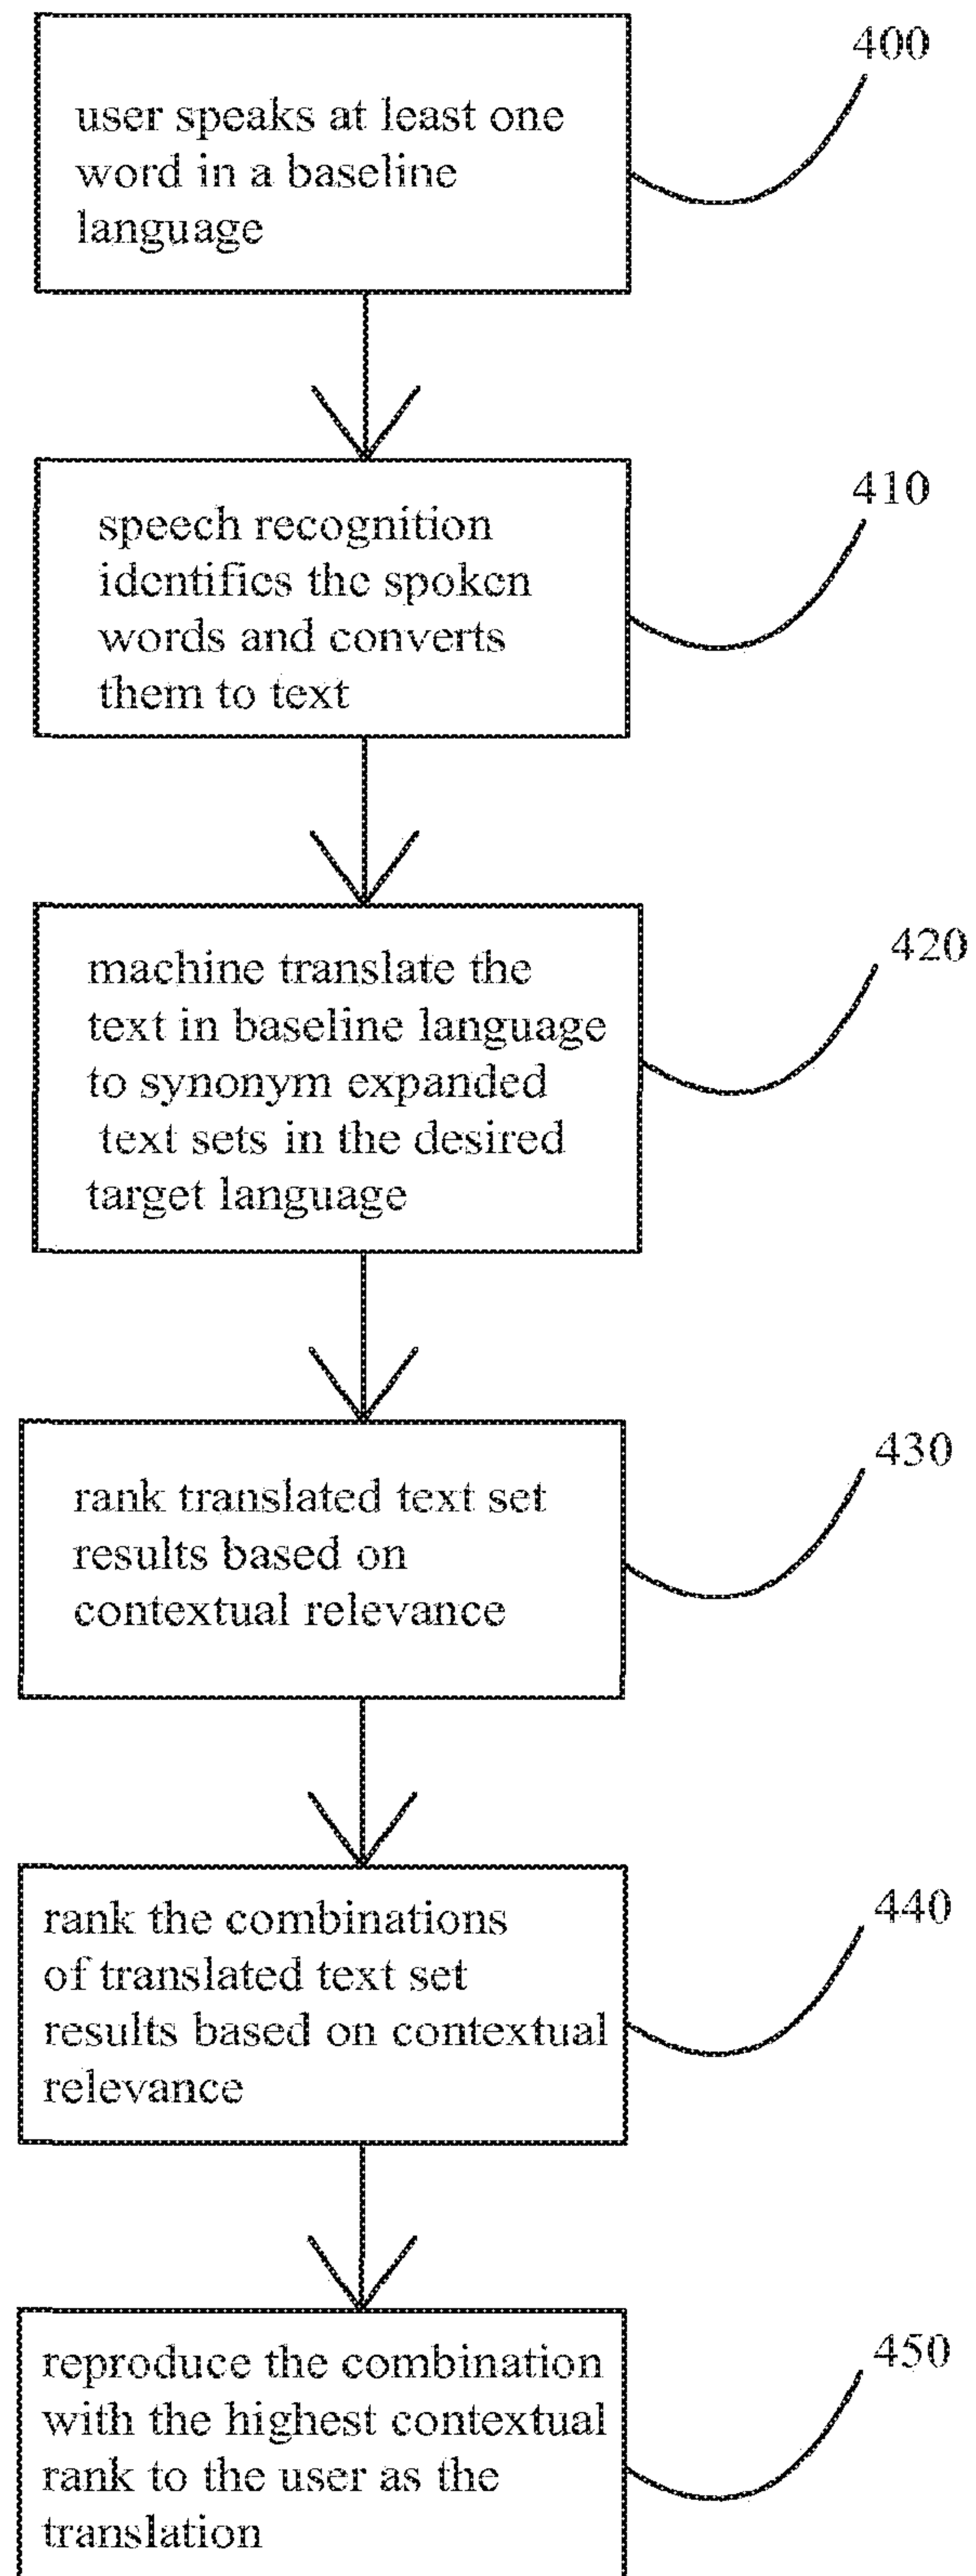 400
user speaks at least one
word in a baseline
language
410
speech recognition
identifies the spoken
words and converts
them to text
420
machine translate the
text in baseline language
to synonym expanded
text sets in the desired
target language
430
rank translated text set
results based on
contextual relevance
440
rank the combinations
of translated text set
results based on contextual
relevance
450
reproduce the combination
with the highest contextual
rank to the user as the
translation